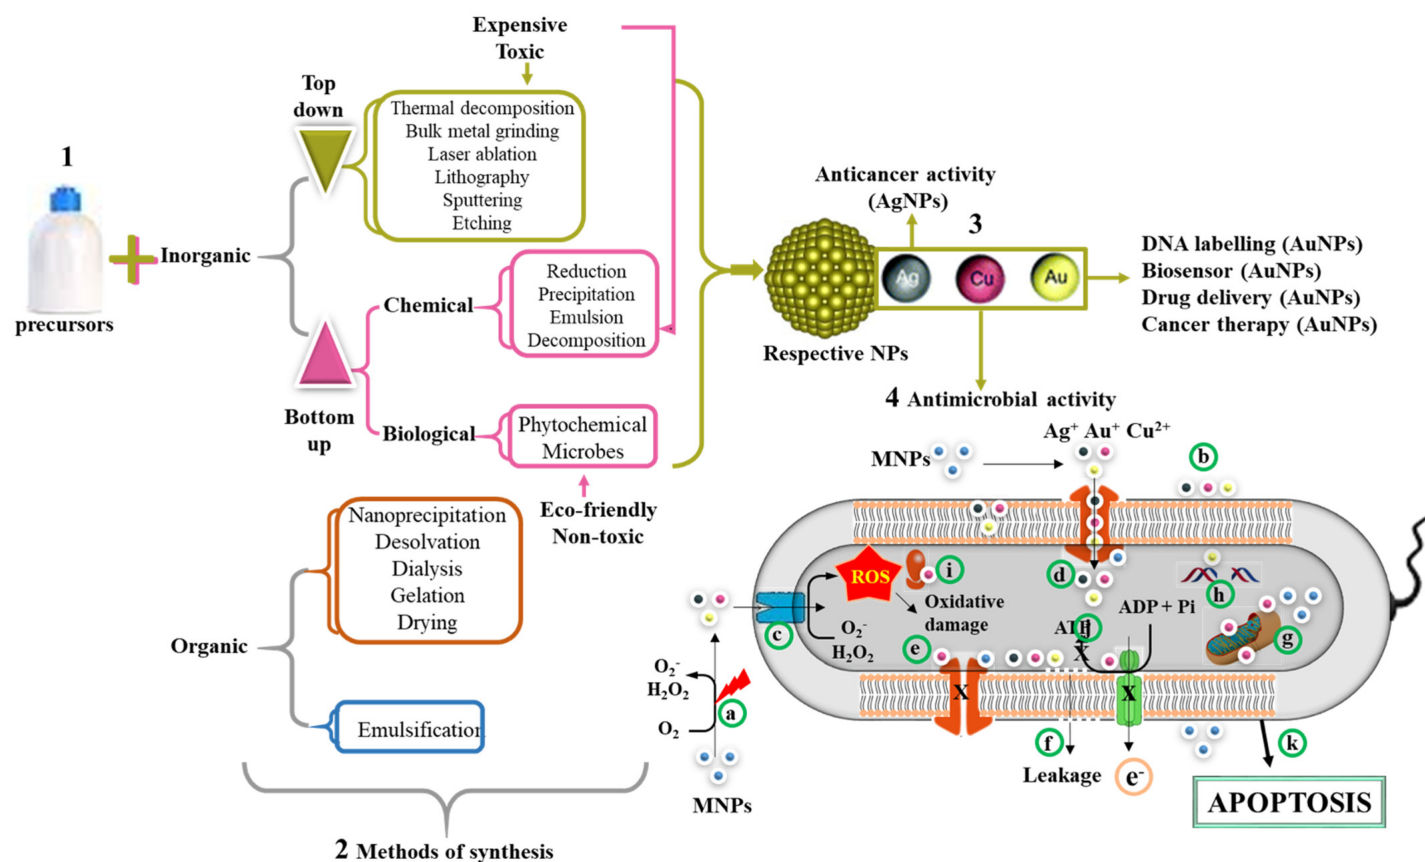 Expensive
Toxic
Top
down
Thermal decomposition
Bulk metal grinding
Laser ablation
Lithography
Sputtering
Etching
1
precursors
Inorganic
Chemical
Reduction
Precipitation
Emulsion
Decomposition
Bottom
up
Biological
Phytochemical
Microbes
Eco-friendly
Non-toxic
Nanoprecipitation
Desolvation
Dialysis
Gelation
Drying
Organic
Emulsification
2 Methods of synthesis
Anticancer activity
(AgNPs)
3
Ag Cu Au
Respective NPs
DNA labelling (AuNPs)
Biosensor (AuNPs)
Drug delivery (AuNPs)
Cancer therapy (AuNPs)
4 Antimicrobial activity
Ag⁺ Au⁺ Cu²⁺
MNPs
b
ROS
i
d
h
Oxidative
damage
ADP + Pi
ATP
j
X
c
O₂⁻
H₂O₂
e
g
O₂⁻
H₂O₂
a
O₂
MNPs
X
X
f
k
Leakage
e⁻
APOPTOSIS